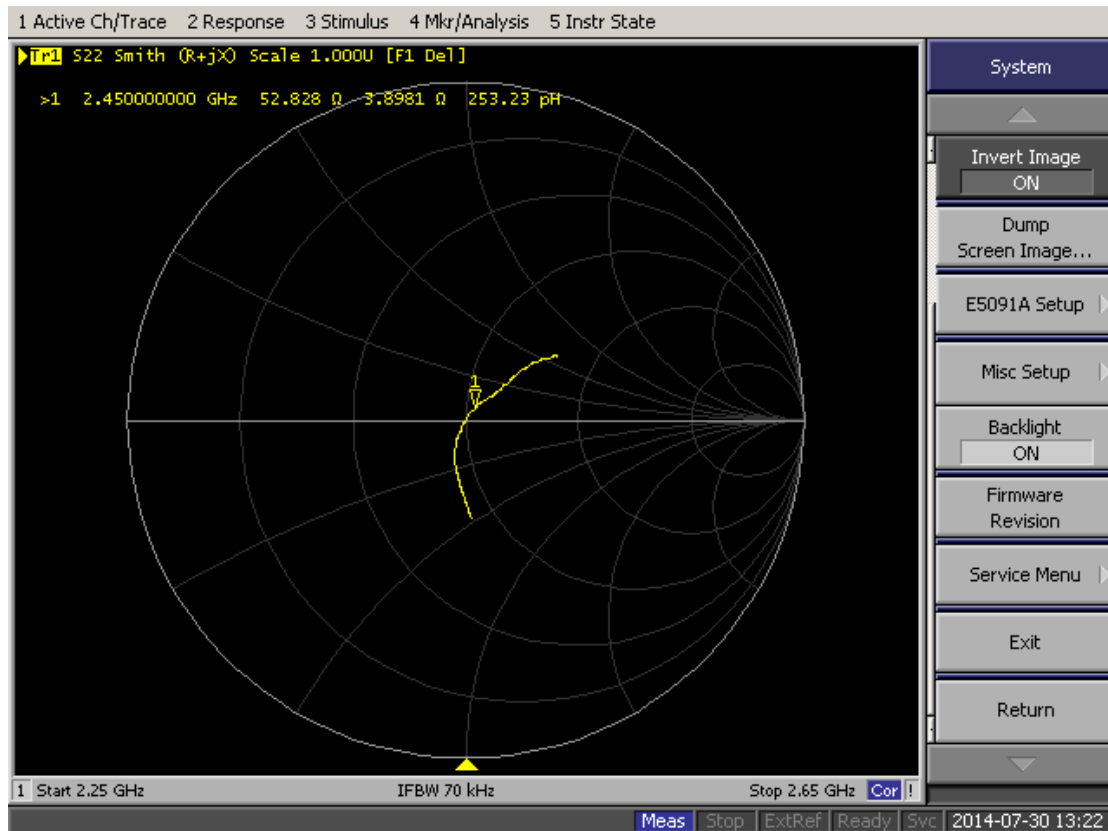 1 Active Ch/Trace 2 Response 3 Stimulus 4 Mkr/Analysis 5 Instr State
Tr1 S22 Smith (R+jX) Scale 1.000U [F1 Del]
>1 2.450000000 GHz 52.828 Ω 3.8981 Ω 253.23 pH
1
System
Invert Image
ON
Dump
Screen Image...
E5091A Setup
Misc Setup
Backlight
ON
Firmware
Revision
Service Menu
Exit
Return
1 Start 2.25 GHz IFBW 70 kHz Stop 2.65 GHz Cor !
Meas Stop ExtRef Ready Svc 2014-07-30 13:22